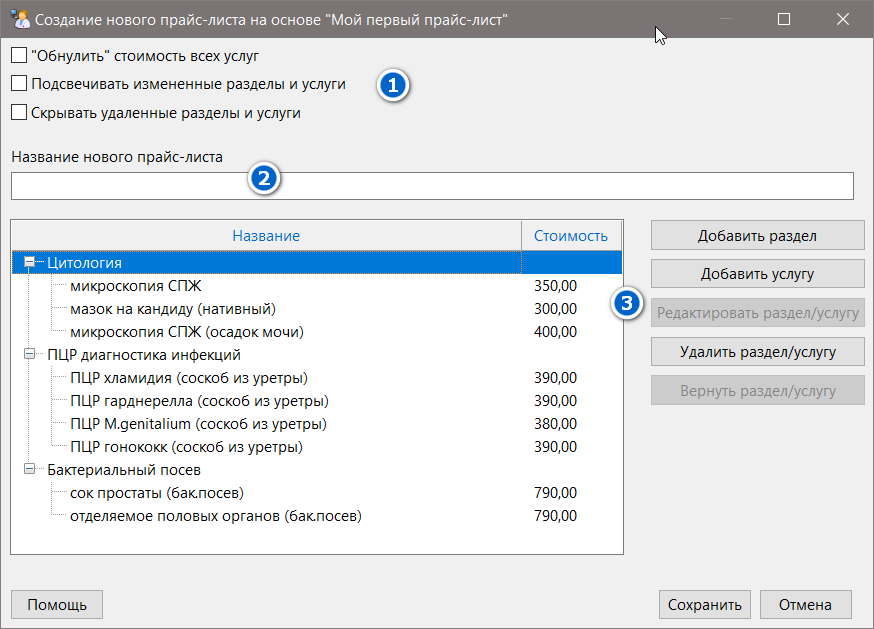 Создание нового прайс-листа на основе "Мой первый прайс-лист"
"Обнулить" стоимость всех услуг
Подсвечивать измененные разделы и услуги
1
Скрывать удаленные разделы и услуги
Название нового прайс-листа
2
Название Стоимость
Цитология
микроскопия СПЖ 350,00
мазок на кандиду (нативный) 300,00
микроскопия СПЖ (осадок мочи) 400,00
ПЦР диагностика инфекций
ПЦР хламидия (соскоб из уретры) 390,00
ПЦР гарднерелла (соскоб из уретры) 390,00
ПЦР M.genitalium (соскоб из уретры) 380,00
ПЦР гонококк (соскоб из уретры) 390,00
Бактериальный посев
сок простаты (бак.посев) 790,00
отделяемое половых органов (бак.посев) 790,00
3
Добавить раздел
Добавить услугу
Редактировать раздел/услугу
Удалить раздел/услугу
Вернуть раздел/услугу
Помощь Сохранить Отмена